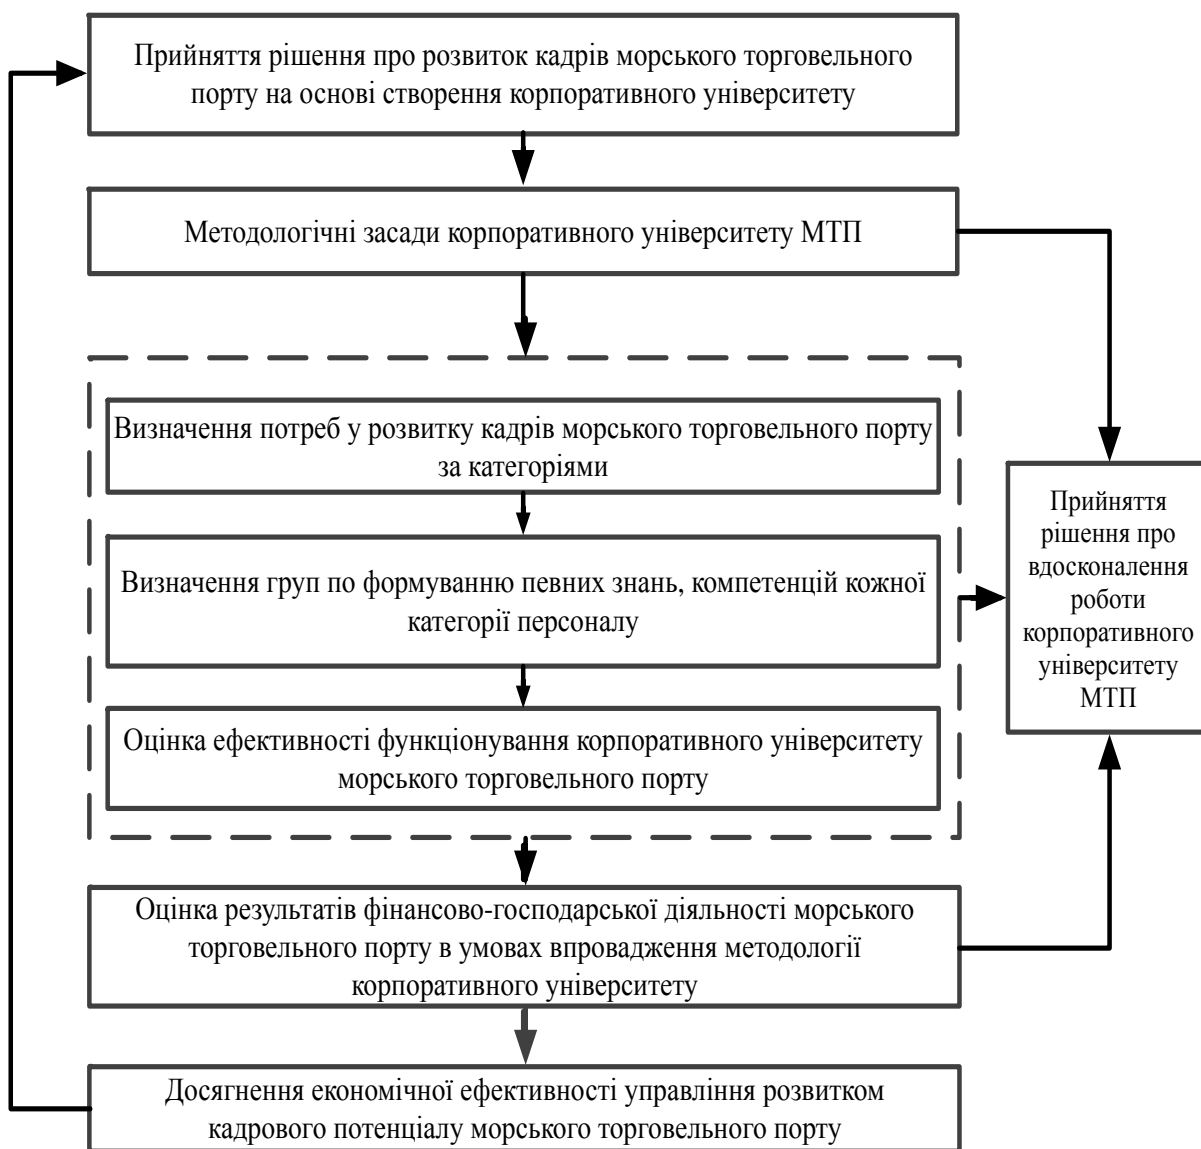 Прийняття рішення про розвиток кадрів морського торговельного
порту на основі створення корпоративного університету
Методологічні засади корпоративного університету МТП
Визначення потреб у розвитку кадрів морського торговельного порту
за категоріями
Визначення груп по формуванню певних знань, компетенцій кожної
категорії персоналу
Оцінка ефективності функціонування корпоративного університету
морського торговельного порту
Прийняття
рішення про
вдосконалення
роботи
корпоративного
університету
МТП
Оцінка результатів фінансово-господарської діяльності морського
торговельного порту в умовах впровадження методології
корпоративного університету
Досягнення економічної ефективності управління розвитком
кадрового потенціалу морського торговельного порту